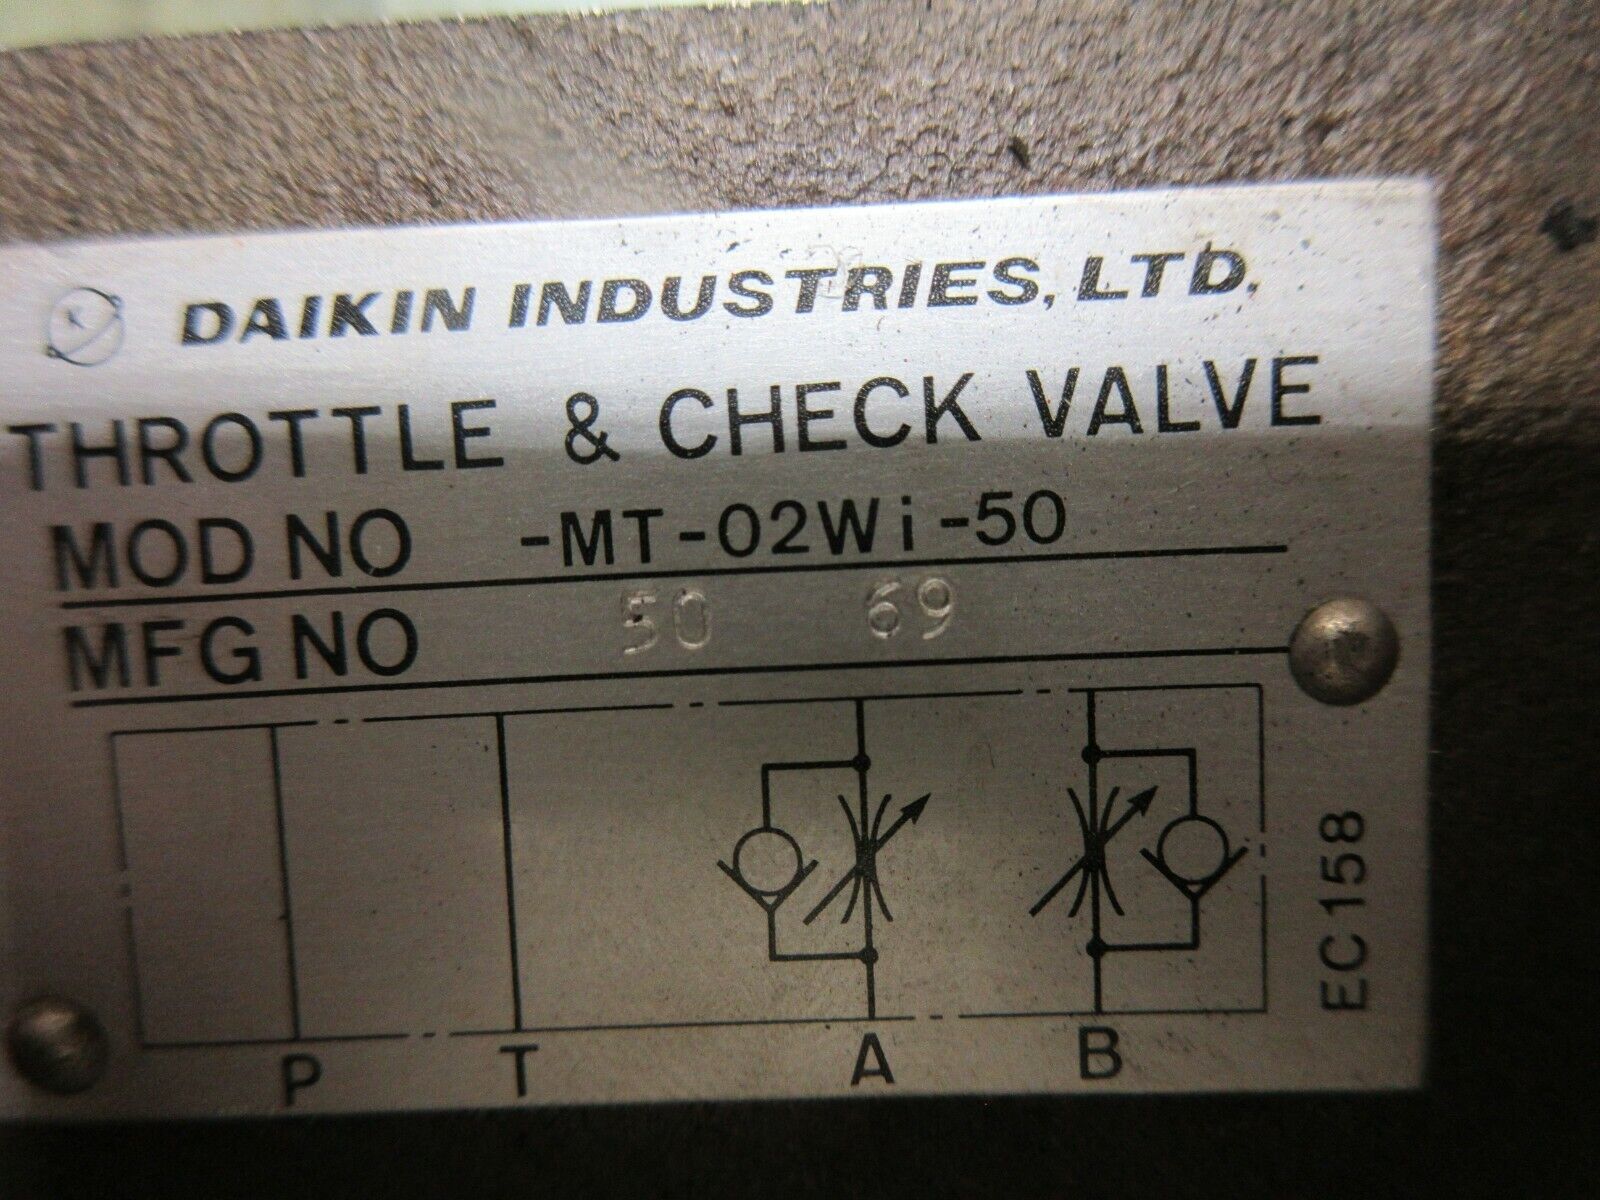 DAIKIN INDUSTRIES, LTD.
THROTTLE & CHECK VALVE
MOD NO -MT-02Wi-50
MFG NO 50 69
P T A B
EC158